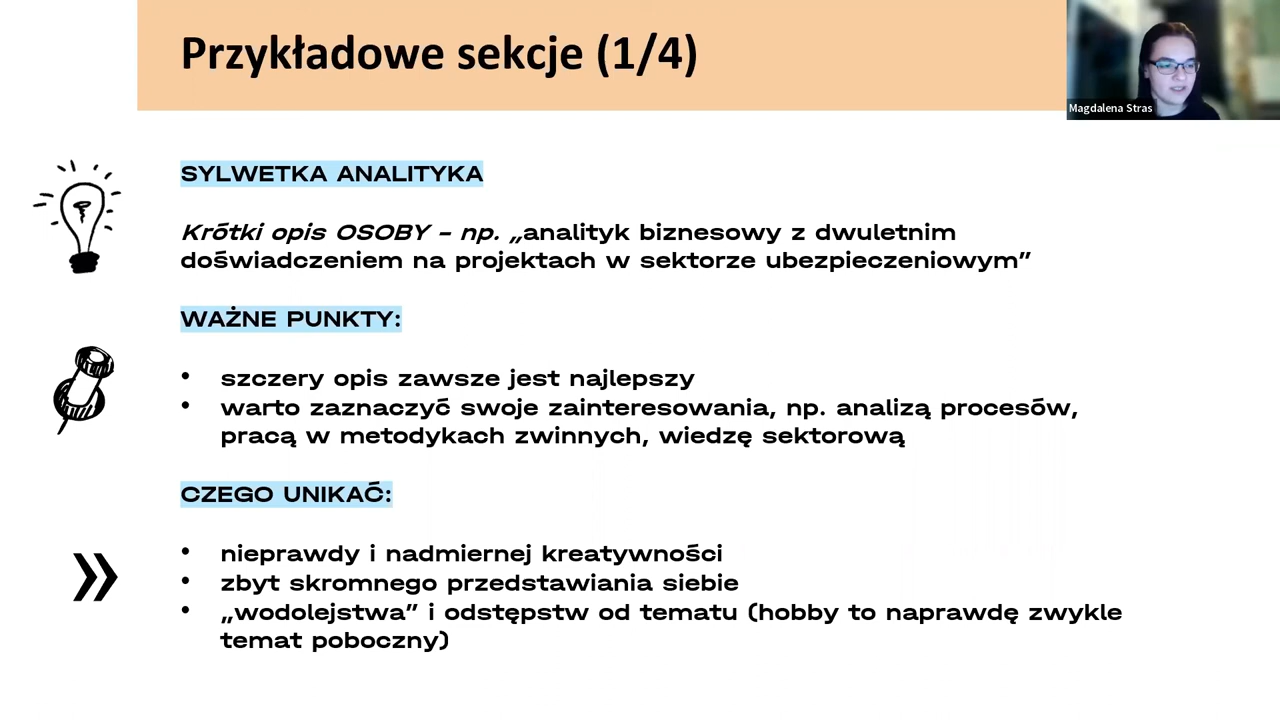 Przykładowe sekcje (1/4)
Magdalena Stras
SYLWETKA ANALITYKA
Krótki opis OSOBY – np. „analityk biznesowy z dwuletnim
doświadczeniem na projektach w sektorze ubezpieczeniowym”
WAŻNE PUNKTY:
• szczery opis zawsze jest najlepszy
• warto zaznaczyć swoje zainteresowania, np. analizą procesów,
pracą w metodykach zwinnych, wiedzę sektorową
CZEGO UNIKAĆ:
• nieprawdy i nadmiernej kreatywności
• zbyt skromnego przedstawiania siebie
• „wodolejstwa” i odstępstw od tematu (hobby to naprawdę zwykle
temat poboczny)